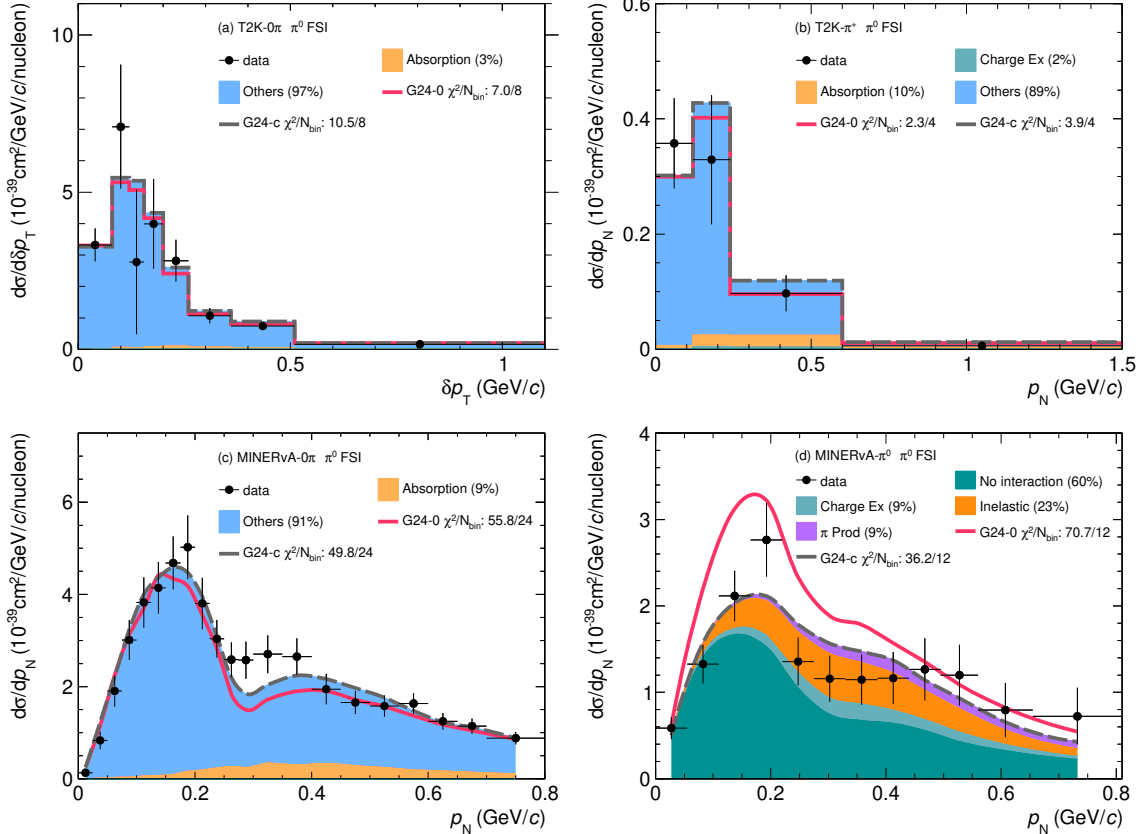 (a) T2K-0π π⁰ FSI
data
Absorption (3%)
Others (97%)
G24-0 χ²/N_bin: 7.0/8
G24-c χ²/N_bin: 10.5/8
dσ/dδp_T (10⁻³⁹cm²/GeV/c/nucleon)
10
5
0
0 0.5 1
δp_T (GeV/c)
(b) T2K-π⁺ π⁰ FSI
data
Charge Ex (2%)
Absorption (10%)
Others (89%)
G24-0 χ²/N_bin: 2.3/4
G24-c χ²/N_bin: 3.9/4
dσ/dp_N (10⁻³⁹cm²/GeV/c/nucleon)
0.6
0.4
0.2
0
0 0.5 1 1.5
p_N (GeV/c)
(c) MINERvA-0π π⁰ FSI
data
Absorption (9%)
Others (91%)
G24-0 χ²/N_bin: 55.8/24
G24-c χ²/N_bin: 49.8/24
dσ/dp_N (10⁻³⁹cm²/GeV/c/nucleon)
6
4
2
0
0 0.2 0.4 0.6 0.8
p_N (GeV/c)
(d) MINERvA-π⁰ π⁰ FSI
data
No interaction (60%)
Charge Ex (9%)
Inelastic (23%)
π Prod (9%)
G24-0 χ²/N_bin: 70.7/12
G24-c χ²/N_bin: 36.2/12
dσ/dp_N (10⁻³⁹cm²/GeV/c/nucleon)
4
3
2
1
0
0 0.2 0.4 0.6 0.8
p_N (GeV/c)